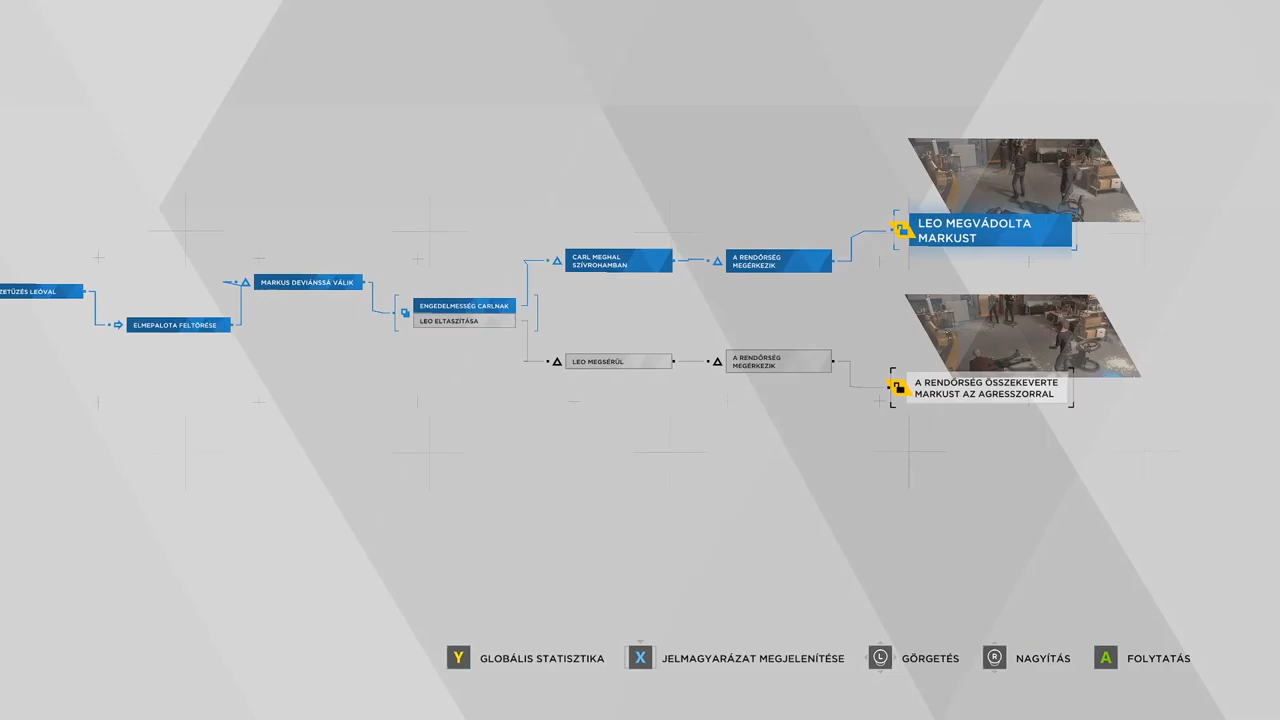 ZETŰZÉS LEÓVAL
ELMEPALOTA FELTÖRÉSE
MARKUS DEVIÁNSSÁ VÁLIK
ENGEDELMESSÉG CARLNAK
LEO ELTASZÍTÁSA
CARL MEGHAL
SZÍVROHAMBAN
A RENDŐRSÉG
MEGÉRKEZIK
LEO MEGVÁDOLTA
MARKUST
LEO MEGSÉRÜL
A RENDŐRSÉG
MEGÉRKEZIK
A RENDŐRSÉG ÖSSZEKEVERTE
MARKUST AZ AGRESSZORRAL
Y GLOBÁLIS STATISZTIKA
X JELMAGYARÁZAT MEGJELENÍTÉSE
L GÖRGETÉS
R NAGYÍTÁS
A FOLYTATÁS